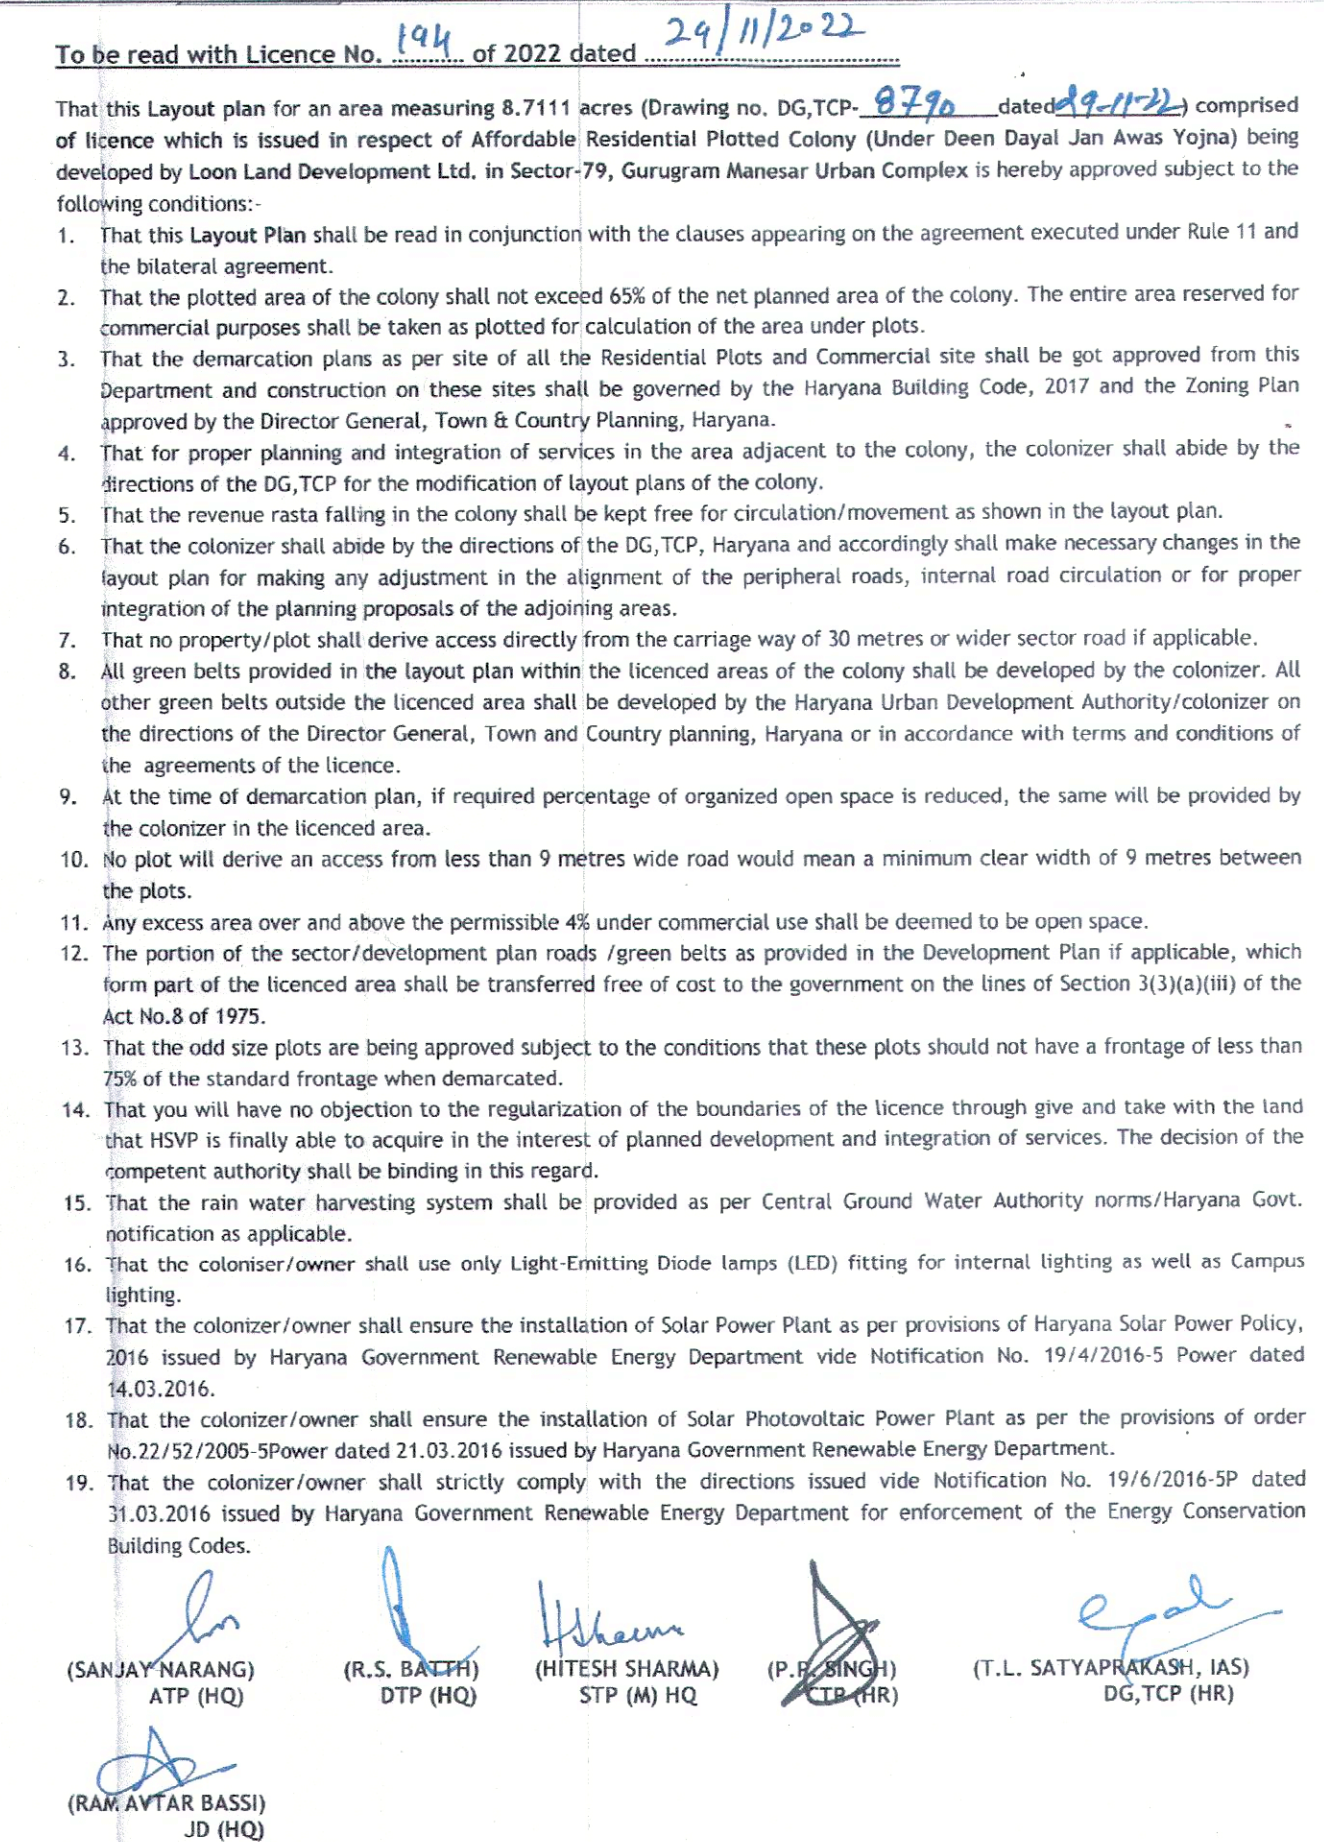 To be read with Licence No. 194 of 2022 dated 29/11/2022
That this Layout plan for an area measuring 8.7111 acres (Drawing no. DG,TCP- 8790 dated 29-11-22) comprised
of licence which is issued in respect of Affordable Residential Plotted Colony (Under Deen Dayal Jan Awas Yojna) being
developed by Loon Land Development Ltd. in Sector-79, Gurugram Manesar Urban Complex is hereby approved subject to the
following conditions:-
1. That this Layout Plan shall be read in conjunction with the clauses appearing on the agreement executed under Rule 11 and
the bilateral agreement.
2. That the plotted area of the colony shall not exceed 65% of the net planned area of the colony. The entire area reserved for
commercial purposes shall be taken as plotted for calculation of the area under plots.
3. That the demarcation plans as per site of all the Residential Plots and Commercial site shall be got approved from this
Department and construction on these sites shall be governed by the Haryana Building Code, 2017 and the Zoning Plan
approved by the Director General, Town & Country Planning, Haryana.
4. That for proper planning and integration of services in the area adjacent to the colony, the colonizer shall abide by the
directions of the DG,TCP for the modification of layout plans of the colony.
5. That the revenue rasta falling in the colony shall be kept free for circulation/movement as shown in the layout plan.
6. That the colonizer shall abide by the directions of the DG,TCP, Haryana and accordingly shall make necessary changes in the
layout plan for making any adjustment in the alignment of the peripheral roads, internal road circulation or for proper
integration of the planning proposals of the adjoining areas.
7. That no property/plot shall derive access directly from the carriage way of 30 metres or wider sector road if applicable.
8. All green belts provided in the layout plan within the licenced areas of the colony shall be developed by the colonizer. All
other green belts outside the licenced area shall be developed by the Haryana Urban Development Authority/colonizer on
the directions of the Director General, Town and Country planning, Haryana or in accordance with terms and conditions of
the agreements of the licence.
9. At the time of demarcation plan, if required percentage of organized open space is reduced, the same will be provided by
the colonizer in the licenced area.
10. No plot will derive an access from less than 9 metres wide road would mean a minimum clear width of 9 metres between
the plots.
11. Any excess area over and above the permissible 4% under commercial use shall be deemed to be open space.
12. The portion of the sector/development plan roads /green belts as provided in the Development Plan if applicable, which
form part of the licenced area shall be transferred free of cost to the government on the lines of Section 3(3)(a)(iii) of the
Act No.8 of 1975.
13. That the odd size plots are being approved subject to the conditions that these plots should not have a frontage of less than
75% of the standard frontage when demarcated.
14. That you will have no objection to the regularization of the boundaries of the licence through give and take with the land
that HSVP is finally able to acquire in the interest of planned development and integration of services. The decision of the
competent authority shall be binding in this regard.
15. That the rain water harvesting system shall be provided as per Central Ground Water Authority norms/Haryana Govt.
notification as applicable.
16. That the coloniser/owner shall use only Light-Emitting Diode lamps (LED) fitting for internal lighting as well as Campus
lighting.
17. That the colonizer/owner shall ensure the installation of Solar Power Plant as per provisions of Haryana Solar Power Policy,
2016 issued by Haryana Government Renewable Energy Department vide Notification No. 19/4/2016-5 Power dated
14.03.2016.
18. That the colonizer/owner shall ensure the installation of Solar Photovoltaic Power Plant as per the provisions of order
No.22/52/2005-5Power dated 21.03.2016 issued by Haryana Government Renewable Energy Department.
19. That the colonizer/owner shall strictly comply with the directions issued vide Notification No. 19/6/2016-5P dated
31.03.2016 issued by Haryana Government Renewable Energy Department for enforcement of the Energy Conservation
Building Codes.
HSharma
(SANJAY NARANG) (R.S. BATTH) (HITESH SHARMA) (P.P. SINGH) (T.L. SATYAPRAKASH, IAS)
ATP (HQ) DTP (HQ) STP (M) HQ CTP (HR) DG,TCP (HR)
(RAM AVTAR BASSI)
JD (HQ)